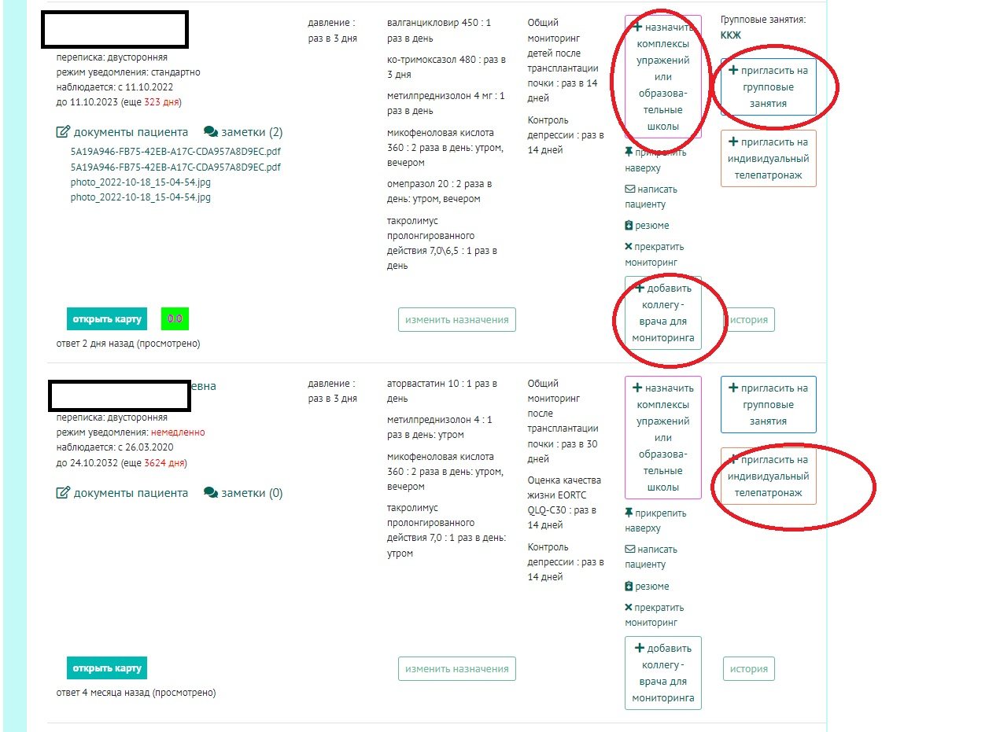 переписка: двусторонняя
режим уведомления: стандартно
наблюдается: с 11.10.2022
до 11.10.2023 (еще 323 дня)
документы пациента заметки (2)
5A19A946-FB75-42EB-A17C-CDA957A8D9EC.pdf
5A19A946-FB75-42EB-A17C-CDA957A8D9EC.pdf
photo_2022-10-18_15-04-54.jpg
photo_2022-10-18_15-04-54.jpg
открыть карту 0.0
ответ 2 дня назад (просмотрено)
давление :
раз в 3 дня
валганцикловир 450 : 1
раз в день
ко-тримоксазол 480 : раз в
3 дня
метилпреднизолон 4 мг : 1
раз в день
микофеноловая кислота
360 : 2 раза в день: утром,
вечером
омепразол 20 : 2 раза в
день: утром, вечером
такролимус
пролонгированного
действия 7,0\6,5 : 1 раз в
день
изменить назначения
Общий
мониторинг
детей после
трансплантации
почки : раз в 14
дней
Контроль
депрессии : раз в
14 дней
+ назначить
комплексы
упражений
или
образова-
тельные
школы
прикрепить
наверху
написать
пациенту
резюме
прекратить
мониторинг
+ добавить
коллегу -
врача для
мониторинга
Групповые занятия:
ККЖ
+ пригласить на
групповые
занятия
+ пригласить на
индивидуальный
телепатронаж
история
евна
переписка: двусторонняя
режим уведомления: немедленно
наблюдается: с 26.03.2020
до 24.10.2032 (еще 3624 дня)
документы пациента заметки (0)
открыть карту
ответ 4 месяца назад (просмотрено)
давление :
раз в 3 дня
аторвастатин 10 : 1 раз в
день
метилпреднизолон 4 : 1
раз в день: утром
микофеноловая кислота
360 : 2 раза в день: утром,
вечером
такролимус
пролонгированного
действия 7,0 : 1 раз в день:
утром
изменить назначения
Общий
мониторинг
после
трансплантации
почки : раз в 30
дней
Оценка качества
жизни EORTC
QLQ-C30 : раз в
14 дней
Контроль
депрессии : раз в
14 дней
+ назначить
комплексы
упражений
или
образова-
тельные
школы
прикрепить
наверху
написать
пациенту
резюме
прекратить
мониторинг
+ добавить
коллегу -
врача для
мониторинга
+ пригласить на
групповые
занятия
+ пригласить на
индивидуальный
телепатронаж
история